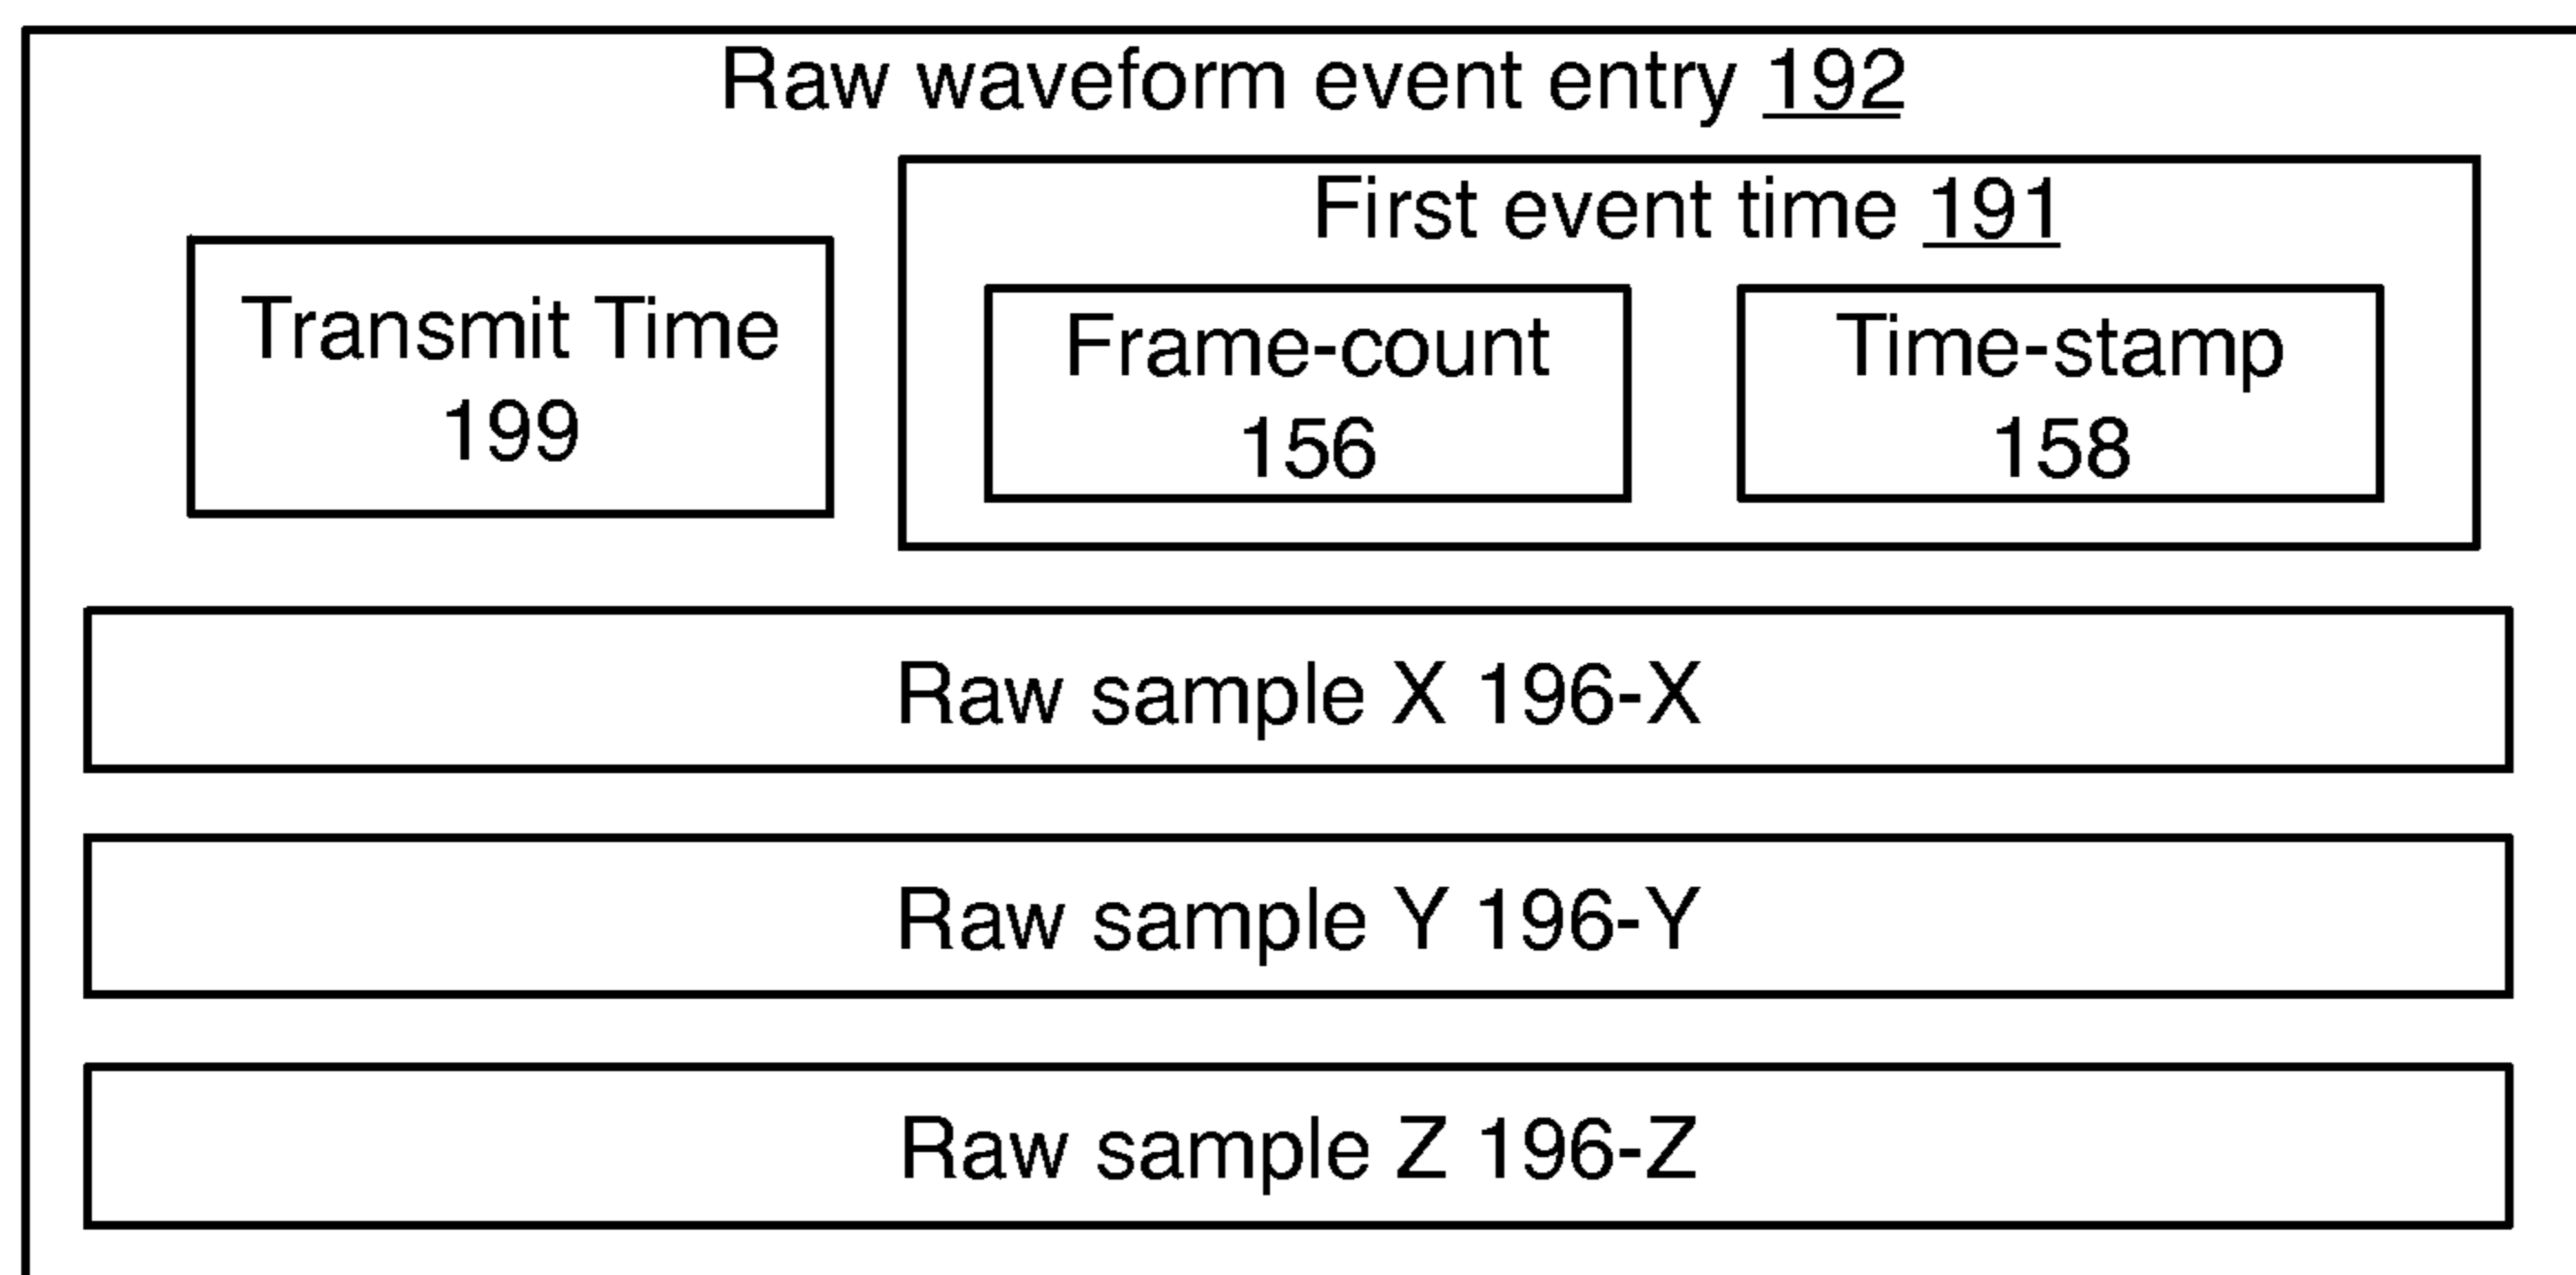 Raw waveform event entry 192
First event time 191
Transmit Time
199
Frame-count
156
Time-stamp
158
Raw sample X 196-X
Raw sample Y 196-Y
Raw sample Z 196-Z